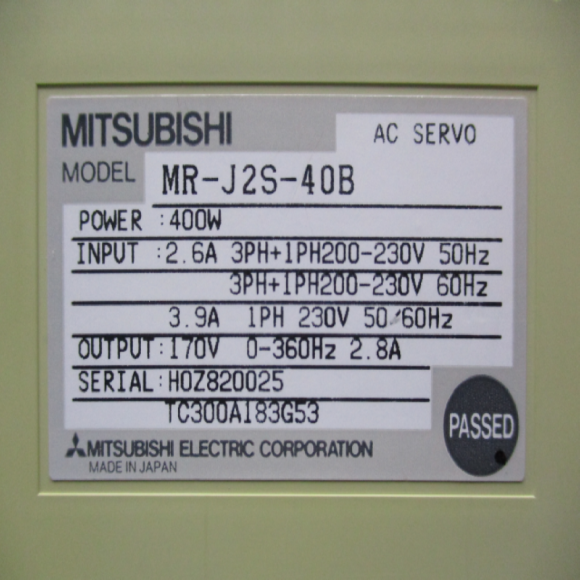 MITSUBISHI AC SERVO
MODEL MR-J2S-40B
POWER : 400W
INPUT : 2.6A 3PH+1PH200-230V 50Hz
3PH+1PH200-230V 60Hz
3.9A 1PH 230V 50/60Hz
OUTPUT: 170V 0-360Hz 2.8A
SERIAL: H0Z820025
TC300A183G53
PASSED
MITSUBISHI ELECTRIC CORPORATION
MADE IN JAPAN